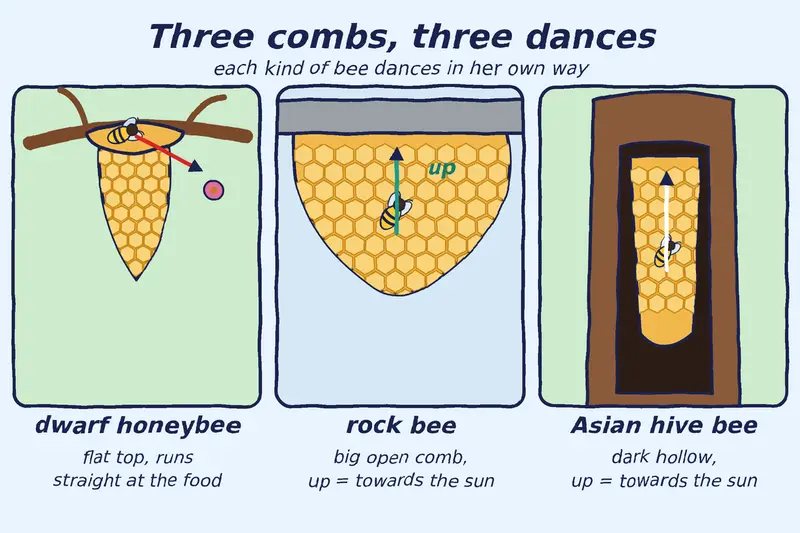 Three combs, three dances
each kind of bee dances in her own way
up
dwarf honeybee
flat top, runs
straight at the food
rock bee
big open comb,
up = towards the sun
Asian hive bee
dark hollow,
up = towards the sun